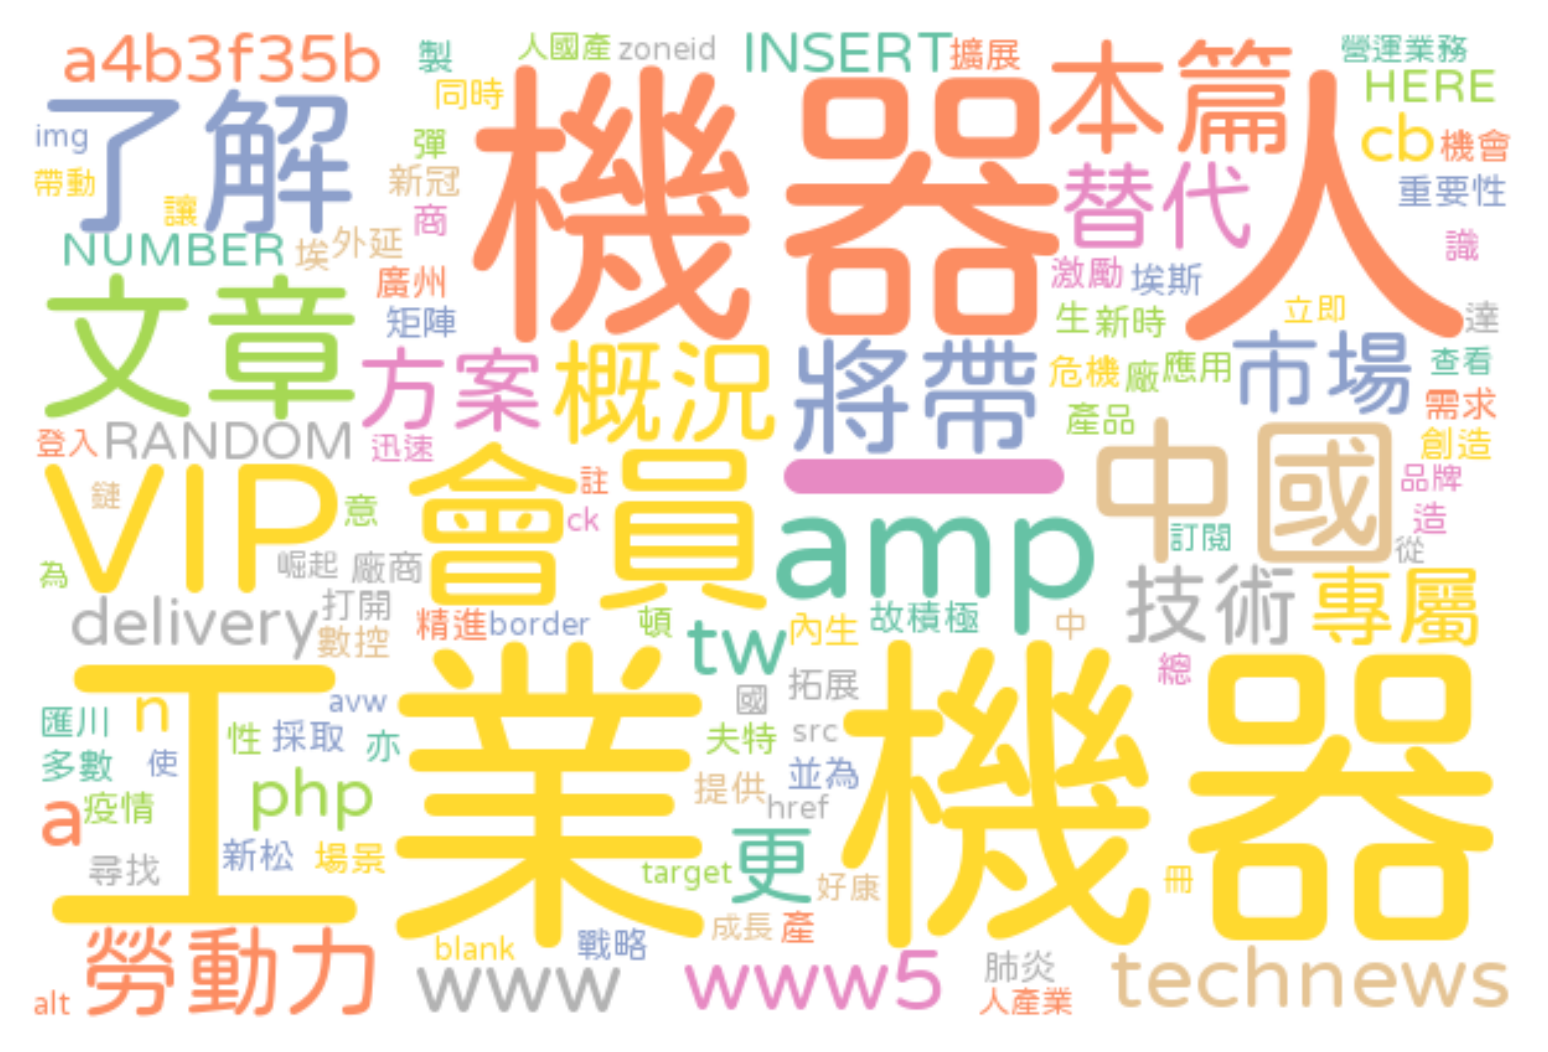 a4b3f35b
製
人國產
zoneid
INSERT
擴展
本篇
營運業務
HERE
同時
了解
img
彈
機器人
cb
機會
帶動
新冠
替代
重要性
讓
商
NUMBER
埃
外延
識
廣州
激勵
埃斯
文章
矩陣
生
新時
立即
達
方案
概況
將帶
危機
廠
應用
市場
查看
需求
產品
登入
RANDOM
迅速
中國
創造
VIP
鏈
意
會員
註
ck
一
品牌
造
amp
訂閱
從
為
崛起
廠商
技術
專屬
delivery
打開
數控
精進
border
頓
tw
內生
故積極
中
總
工業機器
國
拓展
匯川
n
avw
性
採取
亦
夫特
src
多數
使
php
提供
並為
href
a
疫情
新松
場景
尋找
target
更
好康
冊
勞動力
blank
戰略
成長
產
www
www5
肺炎
technews
alt
人產業